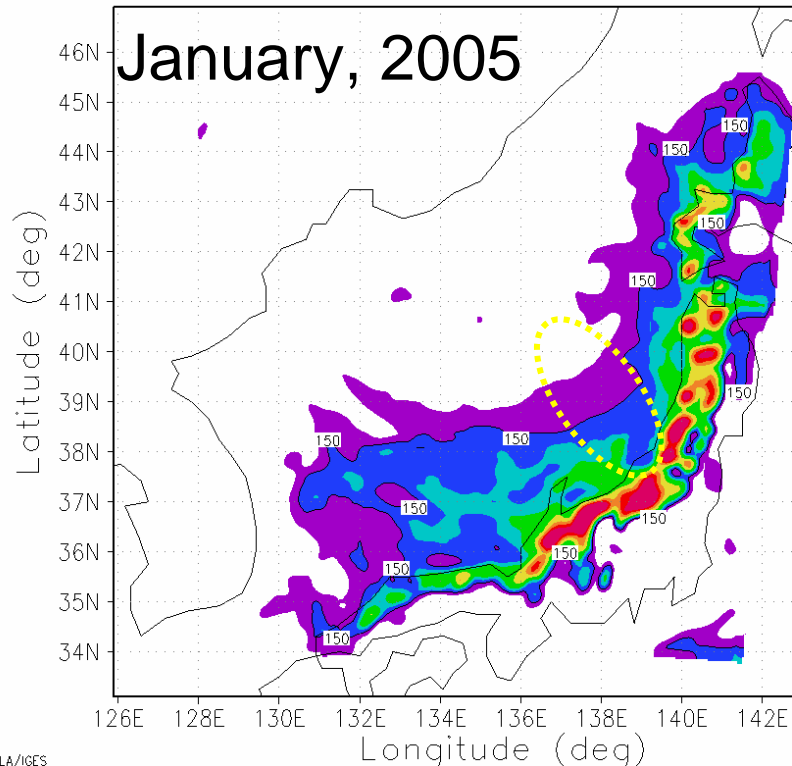 January, 2005
46N
45N
44N
43N
42N
41N
40N
39N
38N
37N
36N
35N
34N
Latitude (deg)
150
150
150
150
150
150
150
150
150
150
150
150
126E 128E 130E 132E 134E 136E 138E 140E 142E
Longitude (deg)
LA/IGES